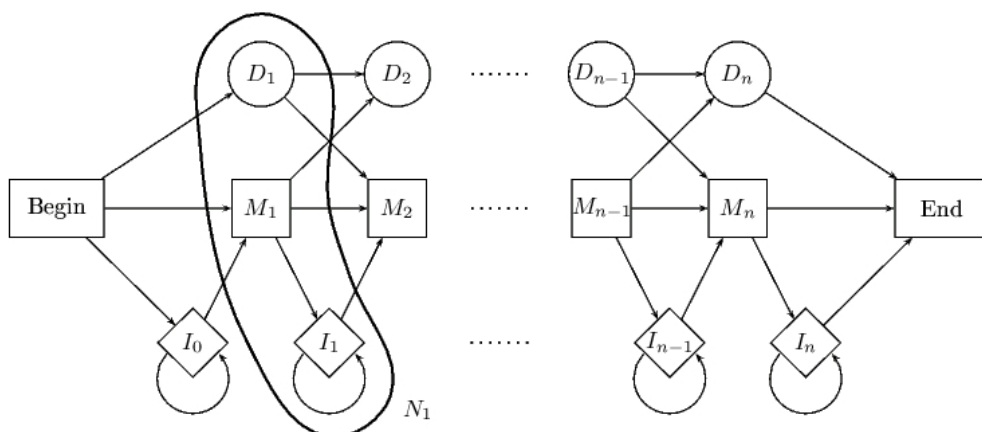 D₁ D₂ ······· Dₙ₋₁ Dₙ
Begin M₁ M₂ ······· Mₙ₋₁ Mₙ End
I₀ I₁ ······· Iₙ₋₁ Iₙ
N₁